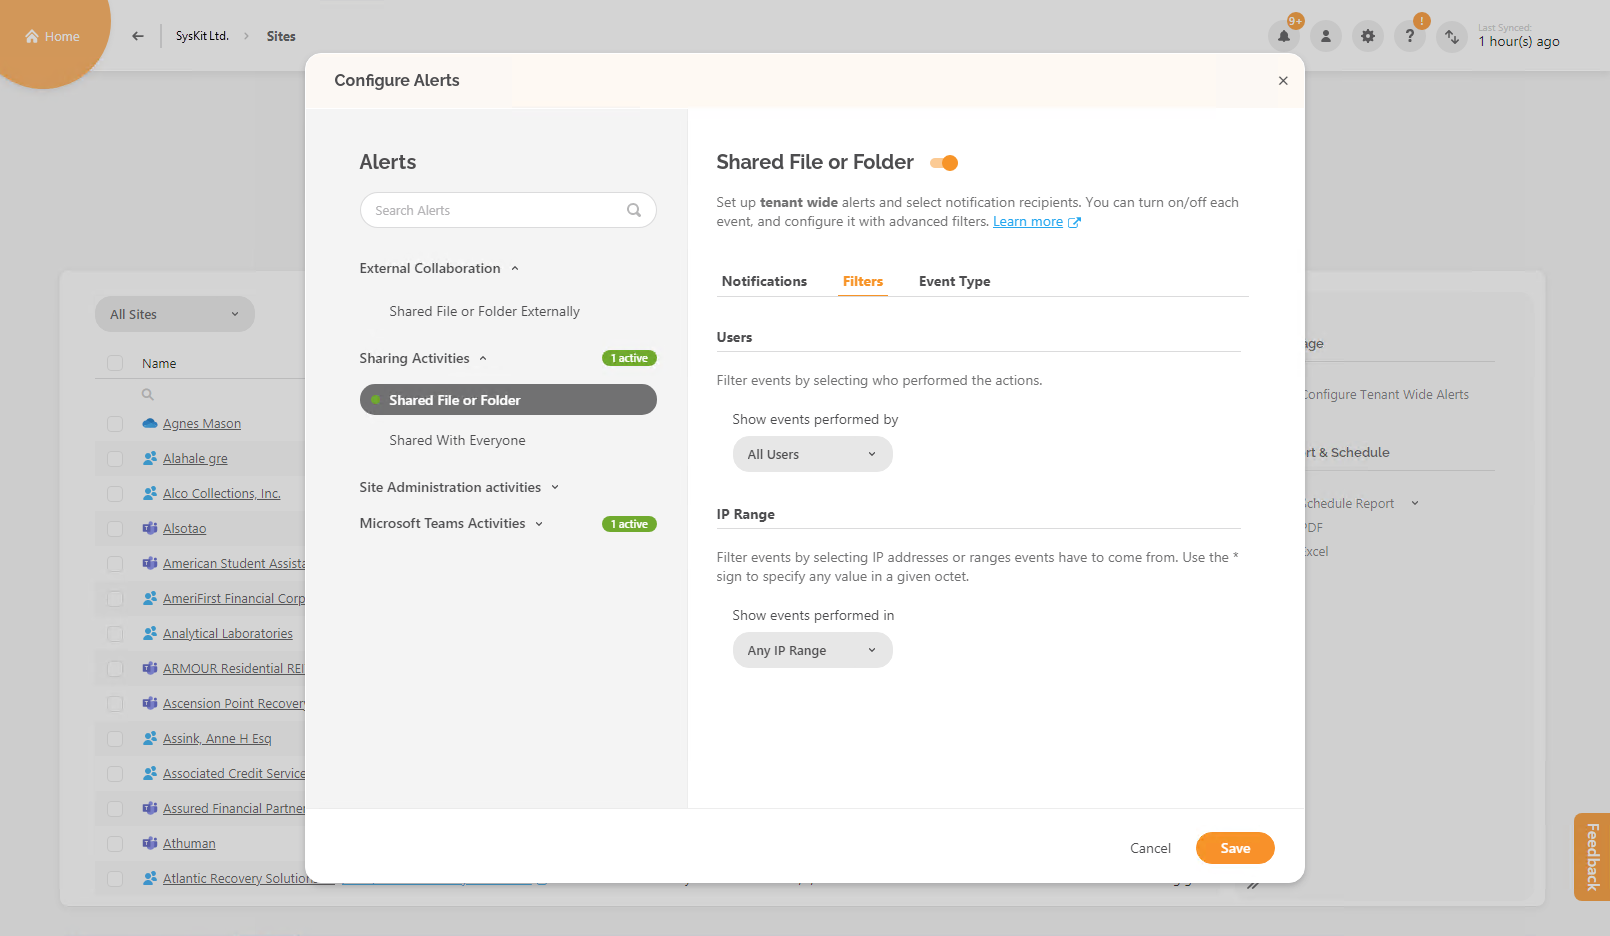 Home
SysKit Ltd.
Sites
9+
!
?
Last Synced:
1 hour(s) ago
Configure Alerts
Alerts
Search Alerts
External Collaboration
Shared File or Folder Externally
Sharing Activities
1 active
Shared File or Folder
Shared With Everyone
Site Administration activities
Microsoft Teams Activities
1 active
Shared File or Folder
Set up tenant wide alerts and select notification recipients. You can turn on/off each
event, and configure it with advanced filters. Learn more
Notifications
Filters
Event Type
Users
Filter events by selecting who performed the actions.
Show events performed by
All Users
IP Range
Filter events by selecting IP addresses or ranges events have to come from. Use the *
sign to specify any value in a given octet.
Show events performed in
Any IP Range
Cancel
Save
All Sites
Name
Agnes Mason
Alahale gre
Alco Collections, Inc.
Alsotao
American Student Assista
AmeriFirst Financial Corp
Analytical Laboratories
ARMOUR Residential REI
Ascension Point Recovery
Assink, Anne H Esq
Associated Credit Service
Assured Financial Partner
Athuman
Atlantic Recovery Solution
age
Configure Tenant Wide Alerts
rt & Schedule
Schedule Report
PDF
Excel
Feedback